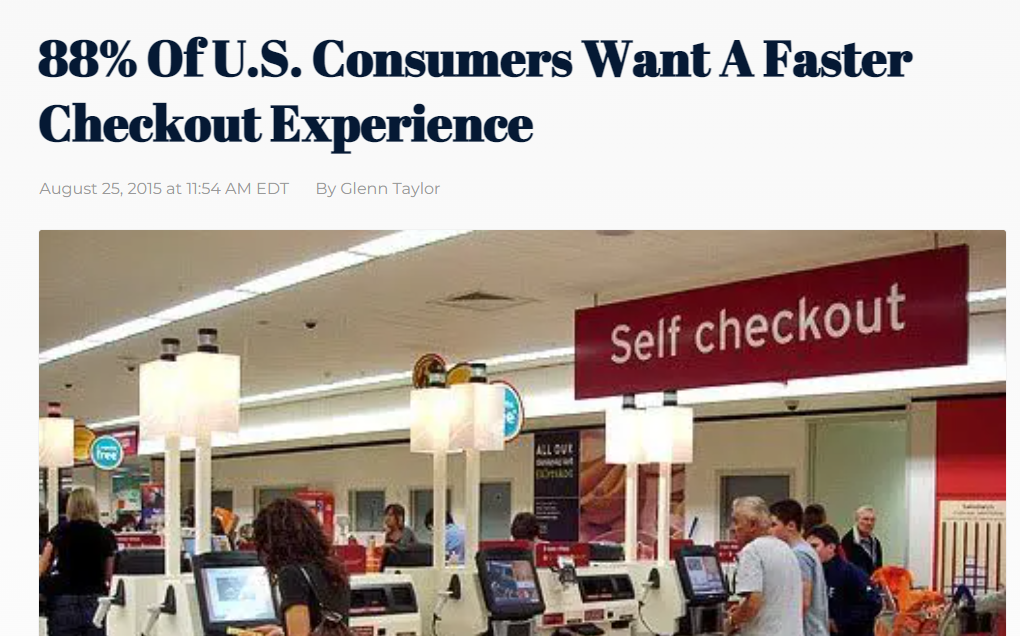 88% Of U.S. Consumers Want A Faster
Checkout Experience
August 25, 2015 at 11:54 AM EDT By Glenn Taylor
Self checkout
free
ALL OUR